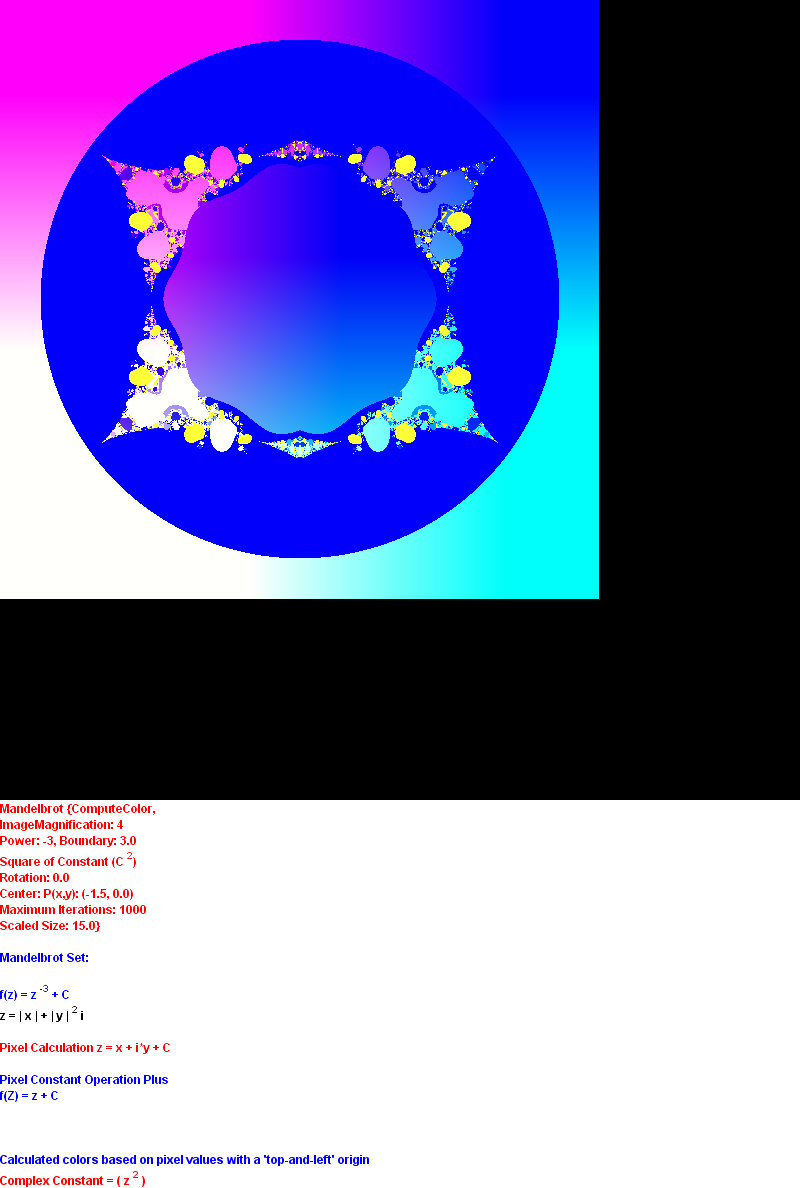 Mandelbrot {ComputeColor,
ImageMagnification: 4
Power: -3, Boundary: 3.0
Square of Constant (C 2)
Rotation: 0.0
Center: P(x,y): (-1.5, 0.0)
Maximum Iterations: 1000
Scaled Size: 15.0}
Mandelbrot Set:
f(z) = z -3 + C
z = | x | + | y | 2 i
Pixel Calculation z = x + i*y + C
Pixel Constant Operation Plus
f(Z) = z + C
Calculated colors based on pixel values with a 'top-and-left' origin
Complex Constant = ( z 2 )